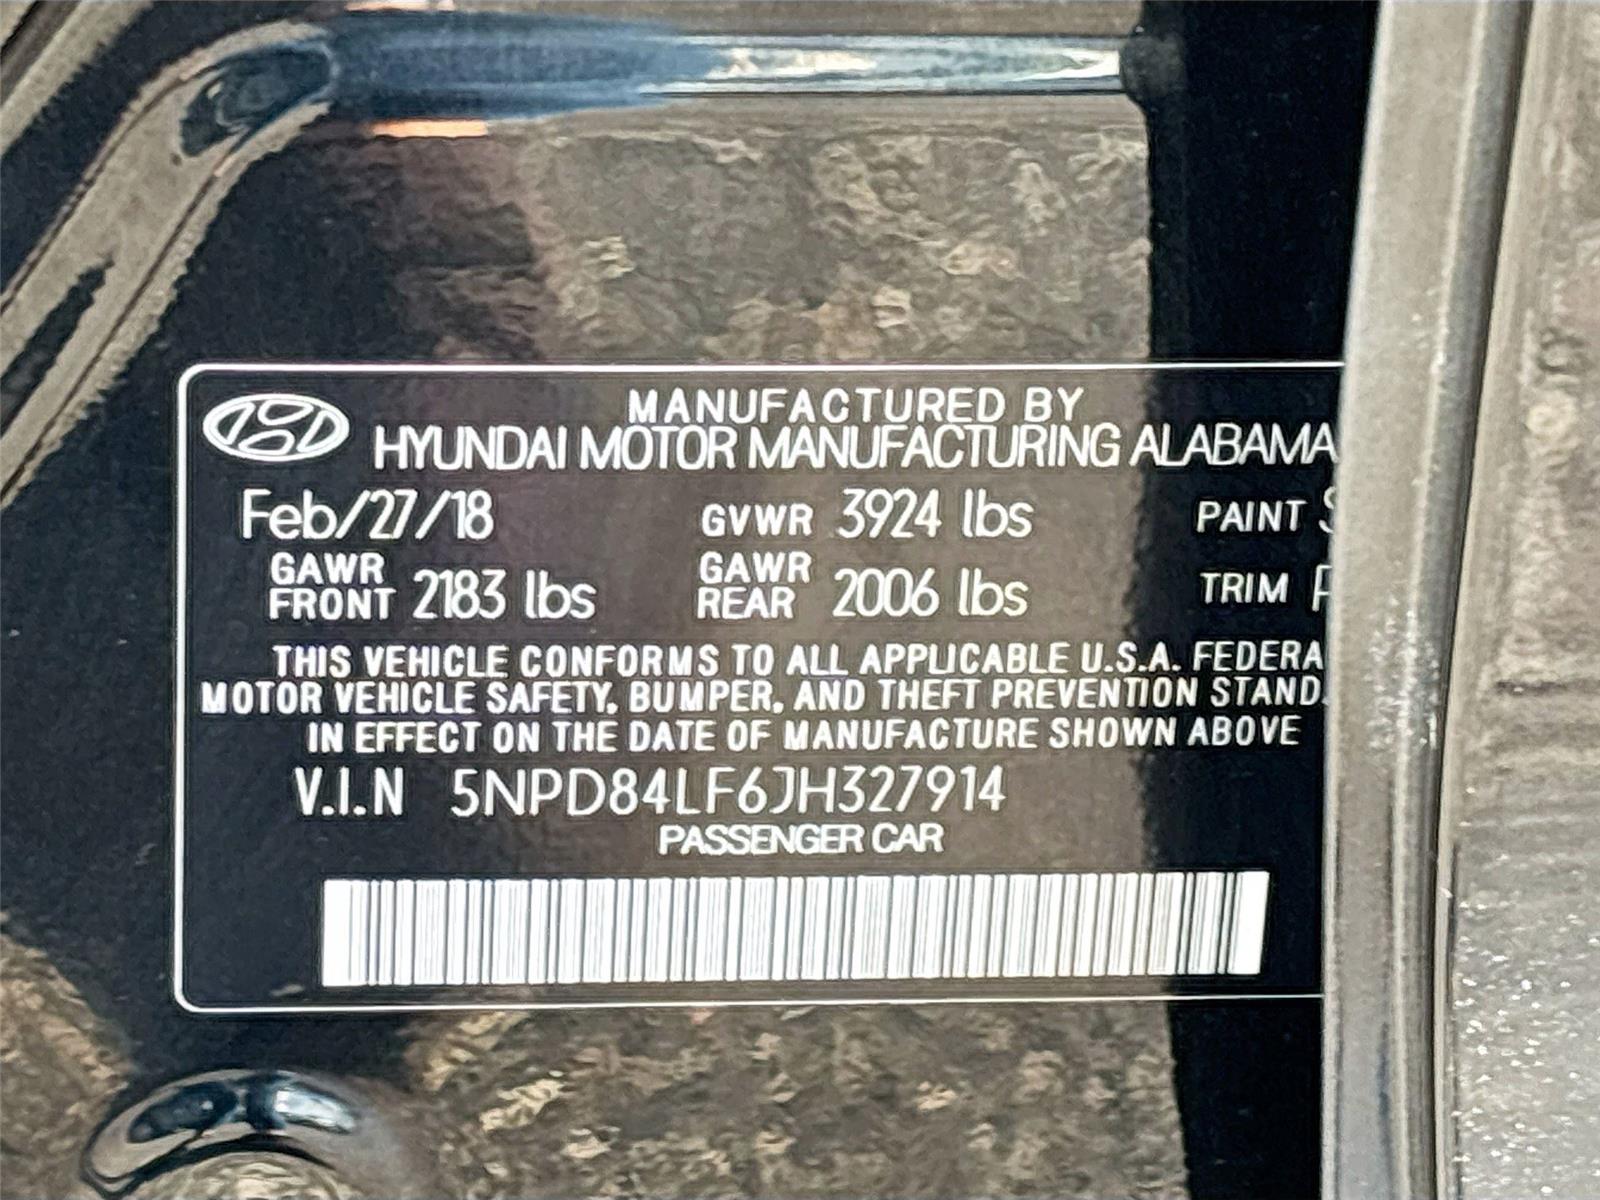 MANUFACTURED BY
HYUNDAI MOTOR MANUFACTURING ALABAMA
Feb/27/18 GVWR 3924 lbs PAINT S
GAWR FRONT 2183 lbs GAWR REAR 2006 lbs TRIM
THIS VEHICLE CONFORMS TO ALL APPLICABLE U.S.A. FEDERA
MOTOR VEHICLE SAFETY, BUMPER, AND THEFT PREVENTION STAND
IN EFFECT ON THE DATE OF MANUFACTURE SHOWN ABOVE
V.I.N 5NPD84LF6JH327914
PASSENGER CAR